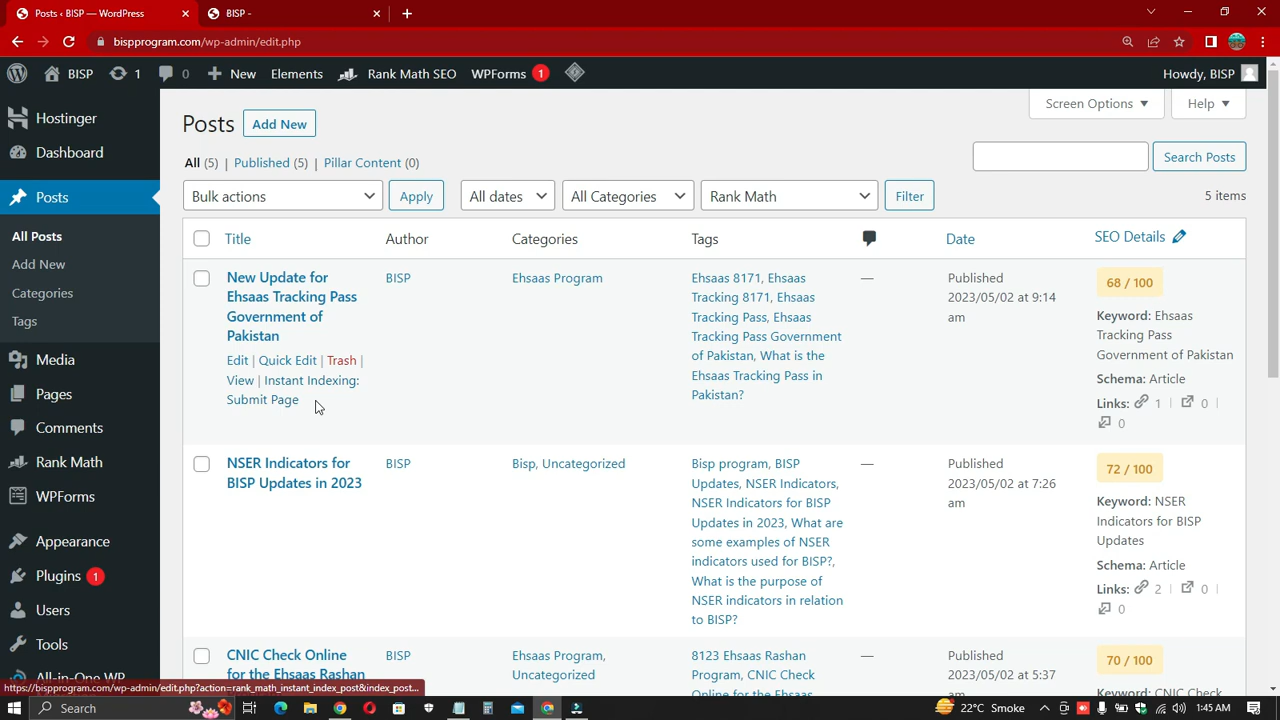 Posts ‹ BISP — WordPress
BISP -
bispprogram.com/wp-admin/edit.php
BISP 1 0 New Elements Rank Math SEO WPForms 1
Howdy, BISP
Hostinger
Dashboard
Posts
All Posts
Add New
Categories
Tags
Media
Pages
Comments
Rank Math
WPForms
Appearance
Plugins 1
Users
Tools
All-in-One WP
Screen Options ▼
Help ▼
Posts Add New
All (5) | Published (5) | Pillar Content (0)
Search Posts
Bulk actions Apply All dates All Categories Rank Math Filter
5 items
Title Author Categories Tags Date SEO Details
New Update for
Ehsaas Tracking Pass
Government of
Pakistan
Edit | Quick Edit | Trash |
View | Instant Indexing:
Submit Page
BISP
Ehsaas Program
Ehsaas 8171, Ehsaas
Tracking 8171, Ehsaas
Tracking Pass, Ehsaas
Tracking Pass Government
of Pakistan, What is the
Ehsaas Tracking Pass in
Pakistan?
—
Published
2023/05/02 at 9:14
am
68 / 100
Keyword: Ehsaas
Tracking Pass
Government of Pakistan
Schema: Article
Links: 1 | 0 |
0
NSER Indicators for
BISP Updates in 2023
BISP
Bisp, Uncategorized
Bisp program, BISP
Updates, NSER Indicators,
NSER Indicators for BISP
Updates in 2023, What are
some examples of NSER
indicators used for BISP?,
What is the purpose of
NSER indicators in relation
to BISP?
—
Published
2023/05/02 at 7:26
am
72 / 100
Keyword: NSER
Indicators for BISP
Updates
Schema: Article
Links: 2 | 0 |
0
CNIC Check Online
for the Ehsaas Rashan
BISP
Ehsaas Program,
Uncategorized
8123 Ehsaas Rashan
Program, CNIC Check
Online for the Ehsaas
—
Published
2023/05/02 at 5:37
am
70 / 100
Keyword: CNIC Check
https://bispprogram.com/wp-admin/edit.php?action=rank_math_instant_index_post&index_post...
Search
22°C Smoke
1:45 AM